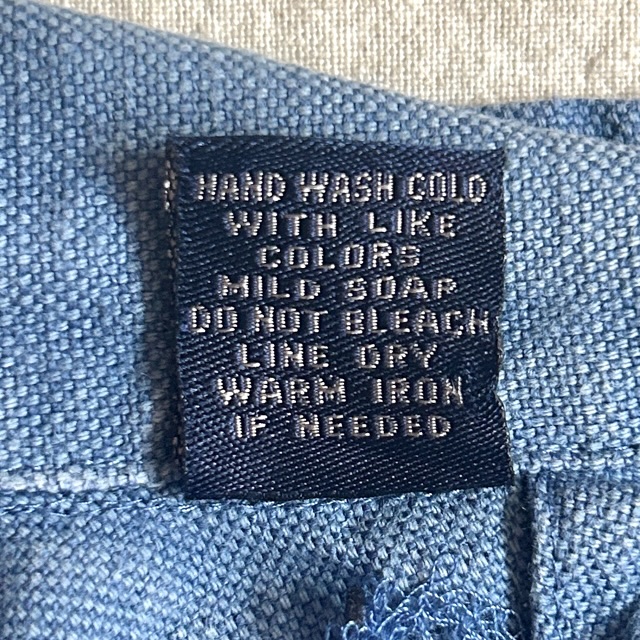 HAND WASH COLD
WITH LIKE
COLORS
MILD SOAP
DO NOT BLEACH
LINE DRY
WARM IRON
IF NEEDED